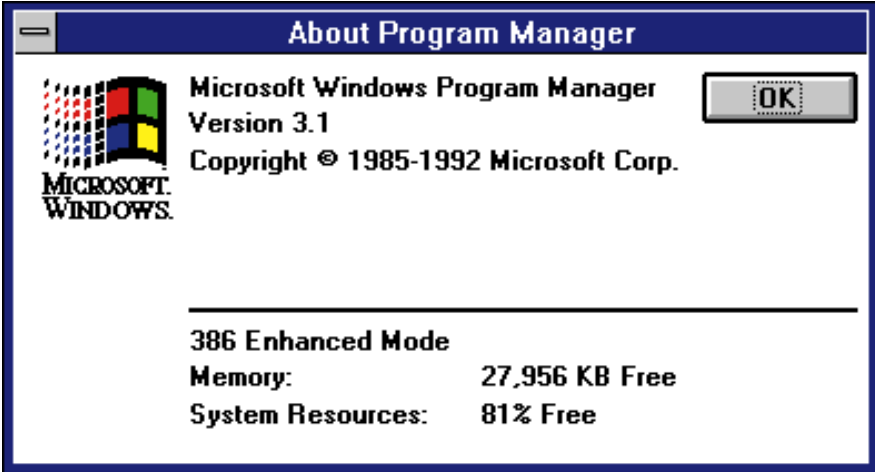 About Program Manager
Microsoft Windows Program Manager
OK
Version 3.1
Copyright © 1985-1992 Microsoft Corp.
MICROSOFT.
WINDOWS.
386 Enhanced Mode
Memory: 27,956 KB Free
System Resources: 81% Free